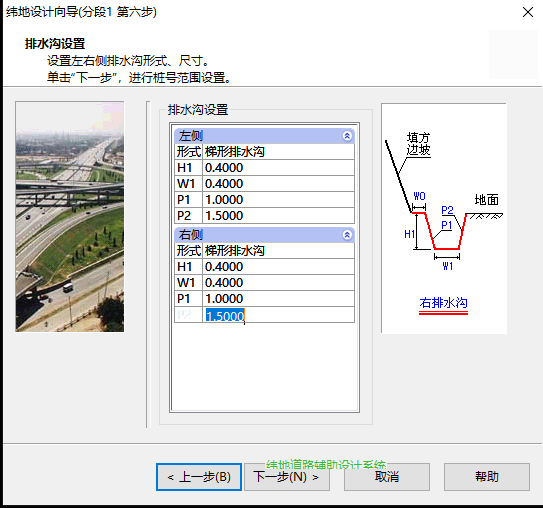 纬地设计向导(分段1 第六步)
排水沟设置
设置左右侧排水沟形式、尺寸。
单击“下一步”，进行桩号范围设置。
排水沟设置
左侧
形式 梯形排水沟
H1 0.4000
W1 0.4000
P1 1.0000
P2 1.5000
右侧
形式 梯形排水沟
H1 0.4000
W1 0.4000
P1 1.0000
P2 1.5000
填方
边坡
W0
P2
地面
P1
H1
W1
右排水沟
纬地道路辅助设计系统
< 上一步(B)
下一步(N) >
取消
帮助